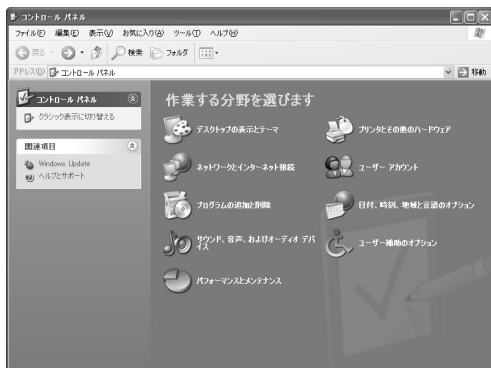 コントロール パネル
ファイル(F) 編集(E) 表示(V) お気に入り(A) ツール(T) ヘルプ(H)
戻る 検索 フォルダ
アドレス(D) コントロール パネル 移動
コントロール パネル
クラシック表示に切り替える
関連項目
Windows Update
ヘルプとサポート
作業する分野を選びます
デスクトップの表示とテーマ
プリンタとその他のハードウェア
ネットワークとインターネット接続
ユーザー アカウント
プログラムの追加と削除
日付、時刻、地域と言語のオプション
サウンド、音声、およびオーディオ デバ
イス
ユーザー補助のオプション
パフォーマンスとメンテナンス